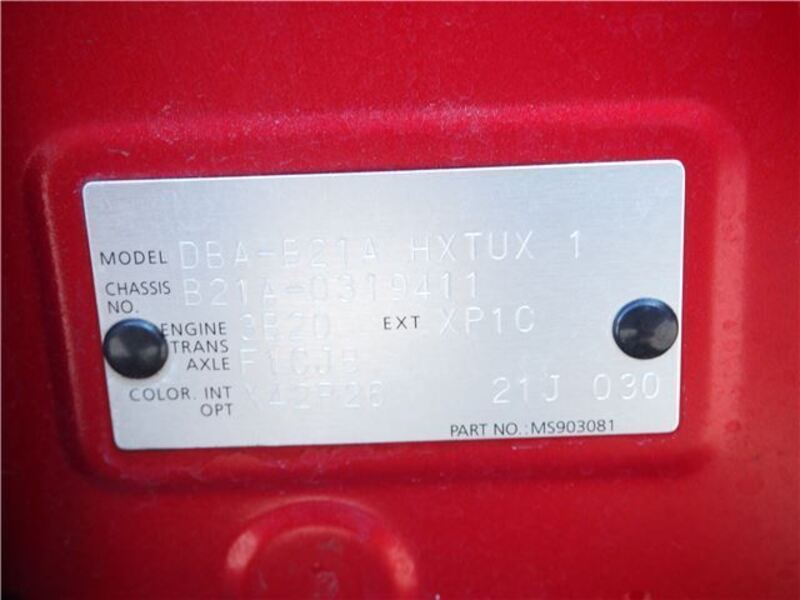 MODEL DBA-B21A HXTUX 1
CHASSIS NO. B21A-0319411
ENGINE 3B20 EXT XP1C
TRANS AXLE F1CJB
COLOR. INT OPT 21J 030
PART NO.: MS903081